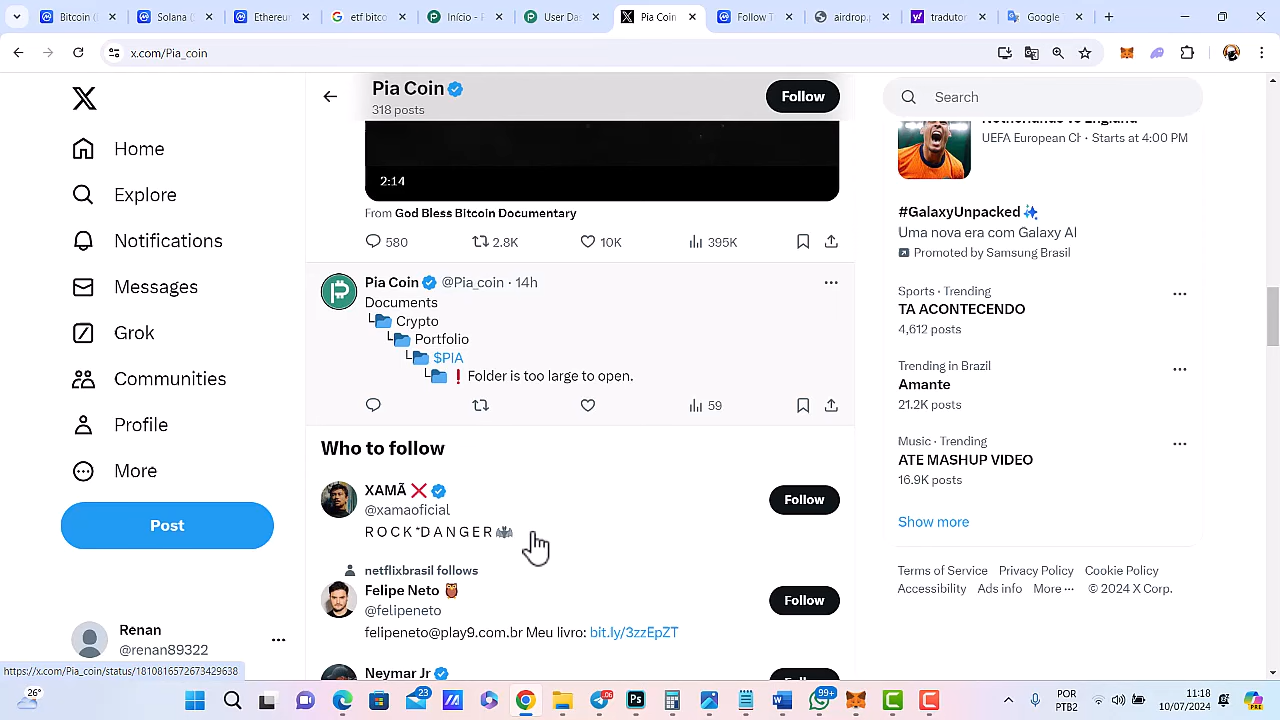 Bitcoin (
Solana (
Ethereum
etf bitco
Início -
User Da
Pia Coin
Follow T
airdrop
tradutor
Google
x.com/Pia_coin
Home
Explore
Notifications
Messages
Grok
Communities
Profile
More
Post
Renan
@renan89322
https://x.com/Pia_coin/status/1810816572673429638
Pia Coin
318 posts
Follow
2:14
From God Bless Bitcoin Documentary
580
2.8K
10K
395K
Pia Coin @Pia_coin · 14h
Documents
Crypto
Portfolio
$PIA
❗ Folder is too large to open.
59
Who to follow
XAMÃ ❌
@xamaoficial
Follow
R O C K *D A N G E R 🦇
netflixbrasil follows
Felipe Neto 🦉
@felipeneto
Follow
felipeneto@play9.com.br Meu livro: bit.ly/3zzEpZT
Neymar Jr
Search
Netherlands vs England
UEFA European Cl · Starts at 4:00 PM
#GalaxyUnpacked
Uma nova era com Galaxy AI
Promoted by Samsung Brasil
Sports · Trending
TA ACONTECENDO
4,612 posts
Trending in Brazil
Amante
21.2K posts
Music · Trending
ATE MASHUP VIDEO
16.9K posts
Show more
Terms of Service Privacy Policy Cookie Policy
Accessibility Ads info More ··· © 2024 X Corp.
26°
23
.06
99+
POR
PTB2
11:18
10/07/2024
PRE